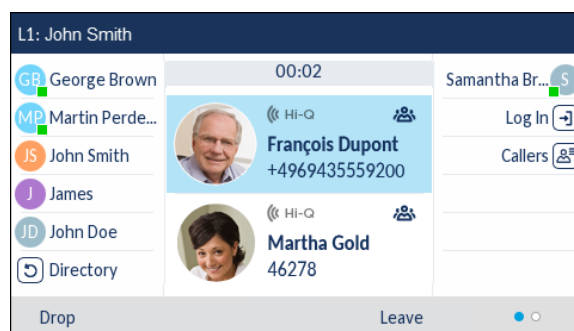 L1: John Smith
GB George Brown
MP Martin Perde...
JS John Smith
J James
JD John Doe
Directory
00:02
Hi-Q
François Dupont
+4969435559200
Hi-Q
Martha Gold
46278
Samantha Br... S
Log In
Callers
Drop
Leave